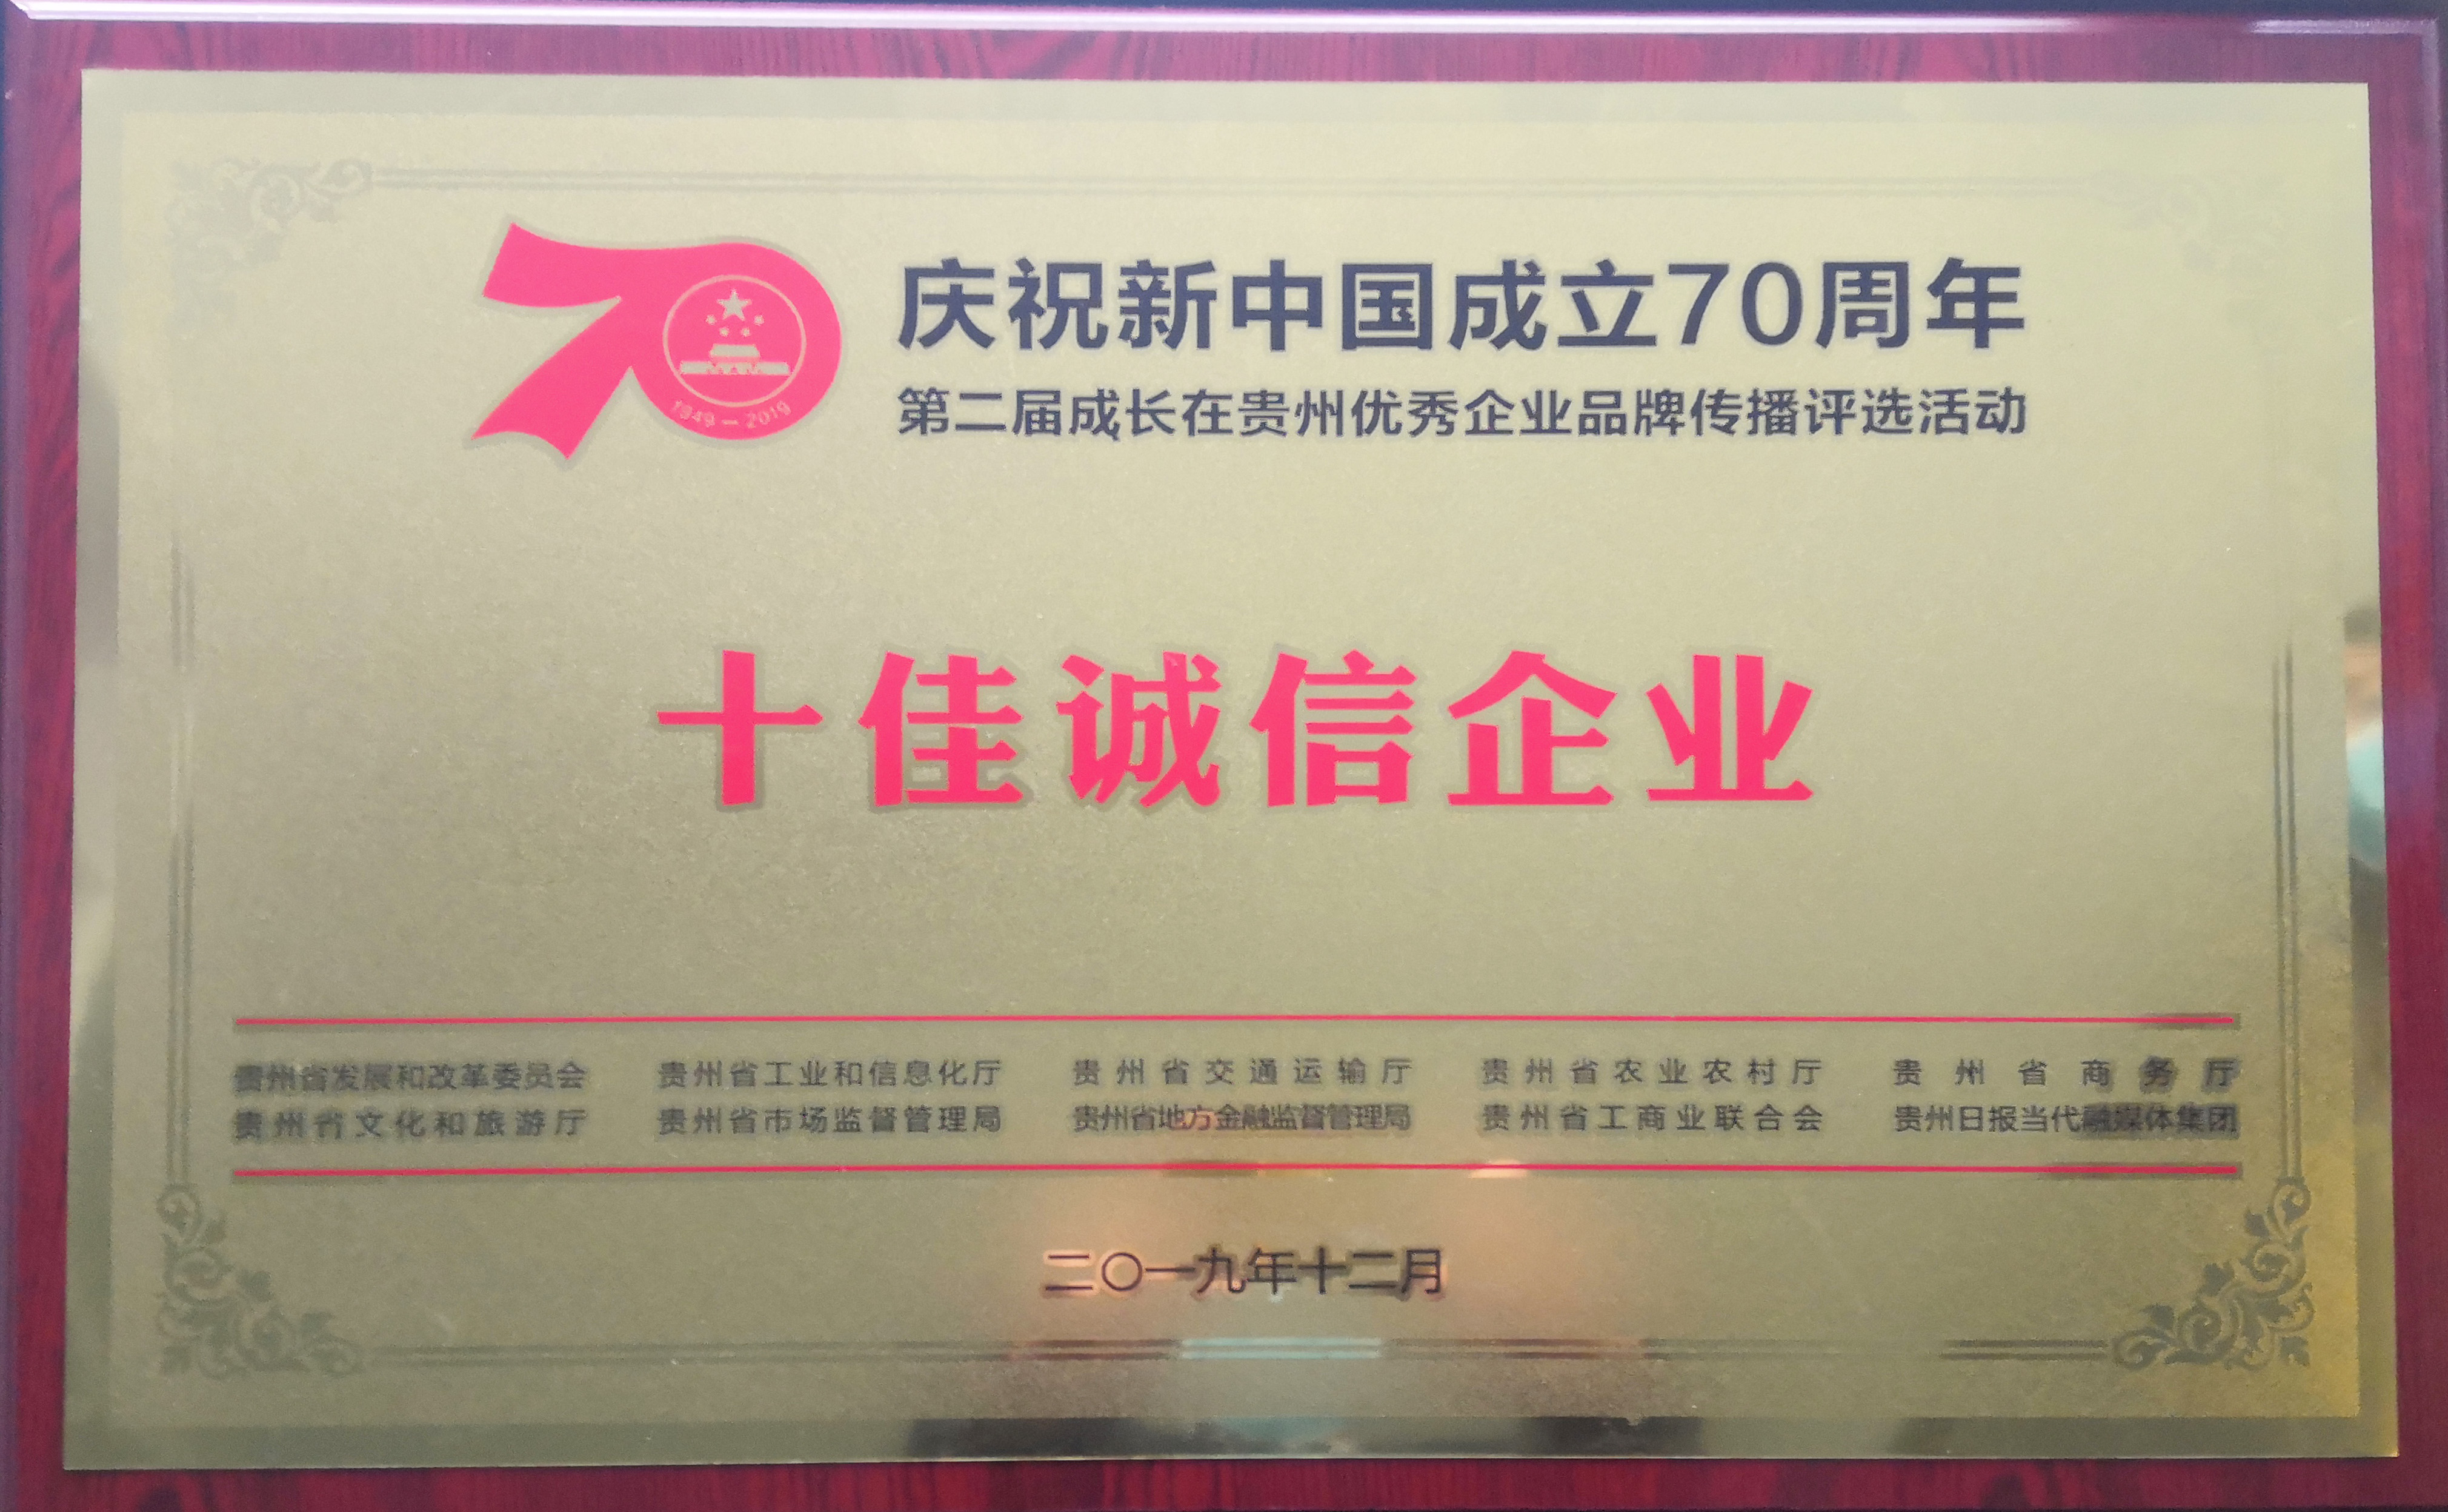 庆祝新中国成立70周年
第二届成长在贵州优秀企业品牌传播评选活动
1949－2019
十佳诚信企业
贵州省发展和改革委员会 贵州省工业和信息化厅 贵州省交通运输厅 贵州省农业农村厅 贵州省商务厅
贵州省文化和旅游厅 贵州省市场监督管理局 贵州省地方金融监督管理局 贵州省工商业联合会 贵州日报当代融媒体集团
二〇一九年十二月